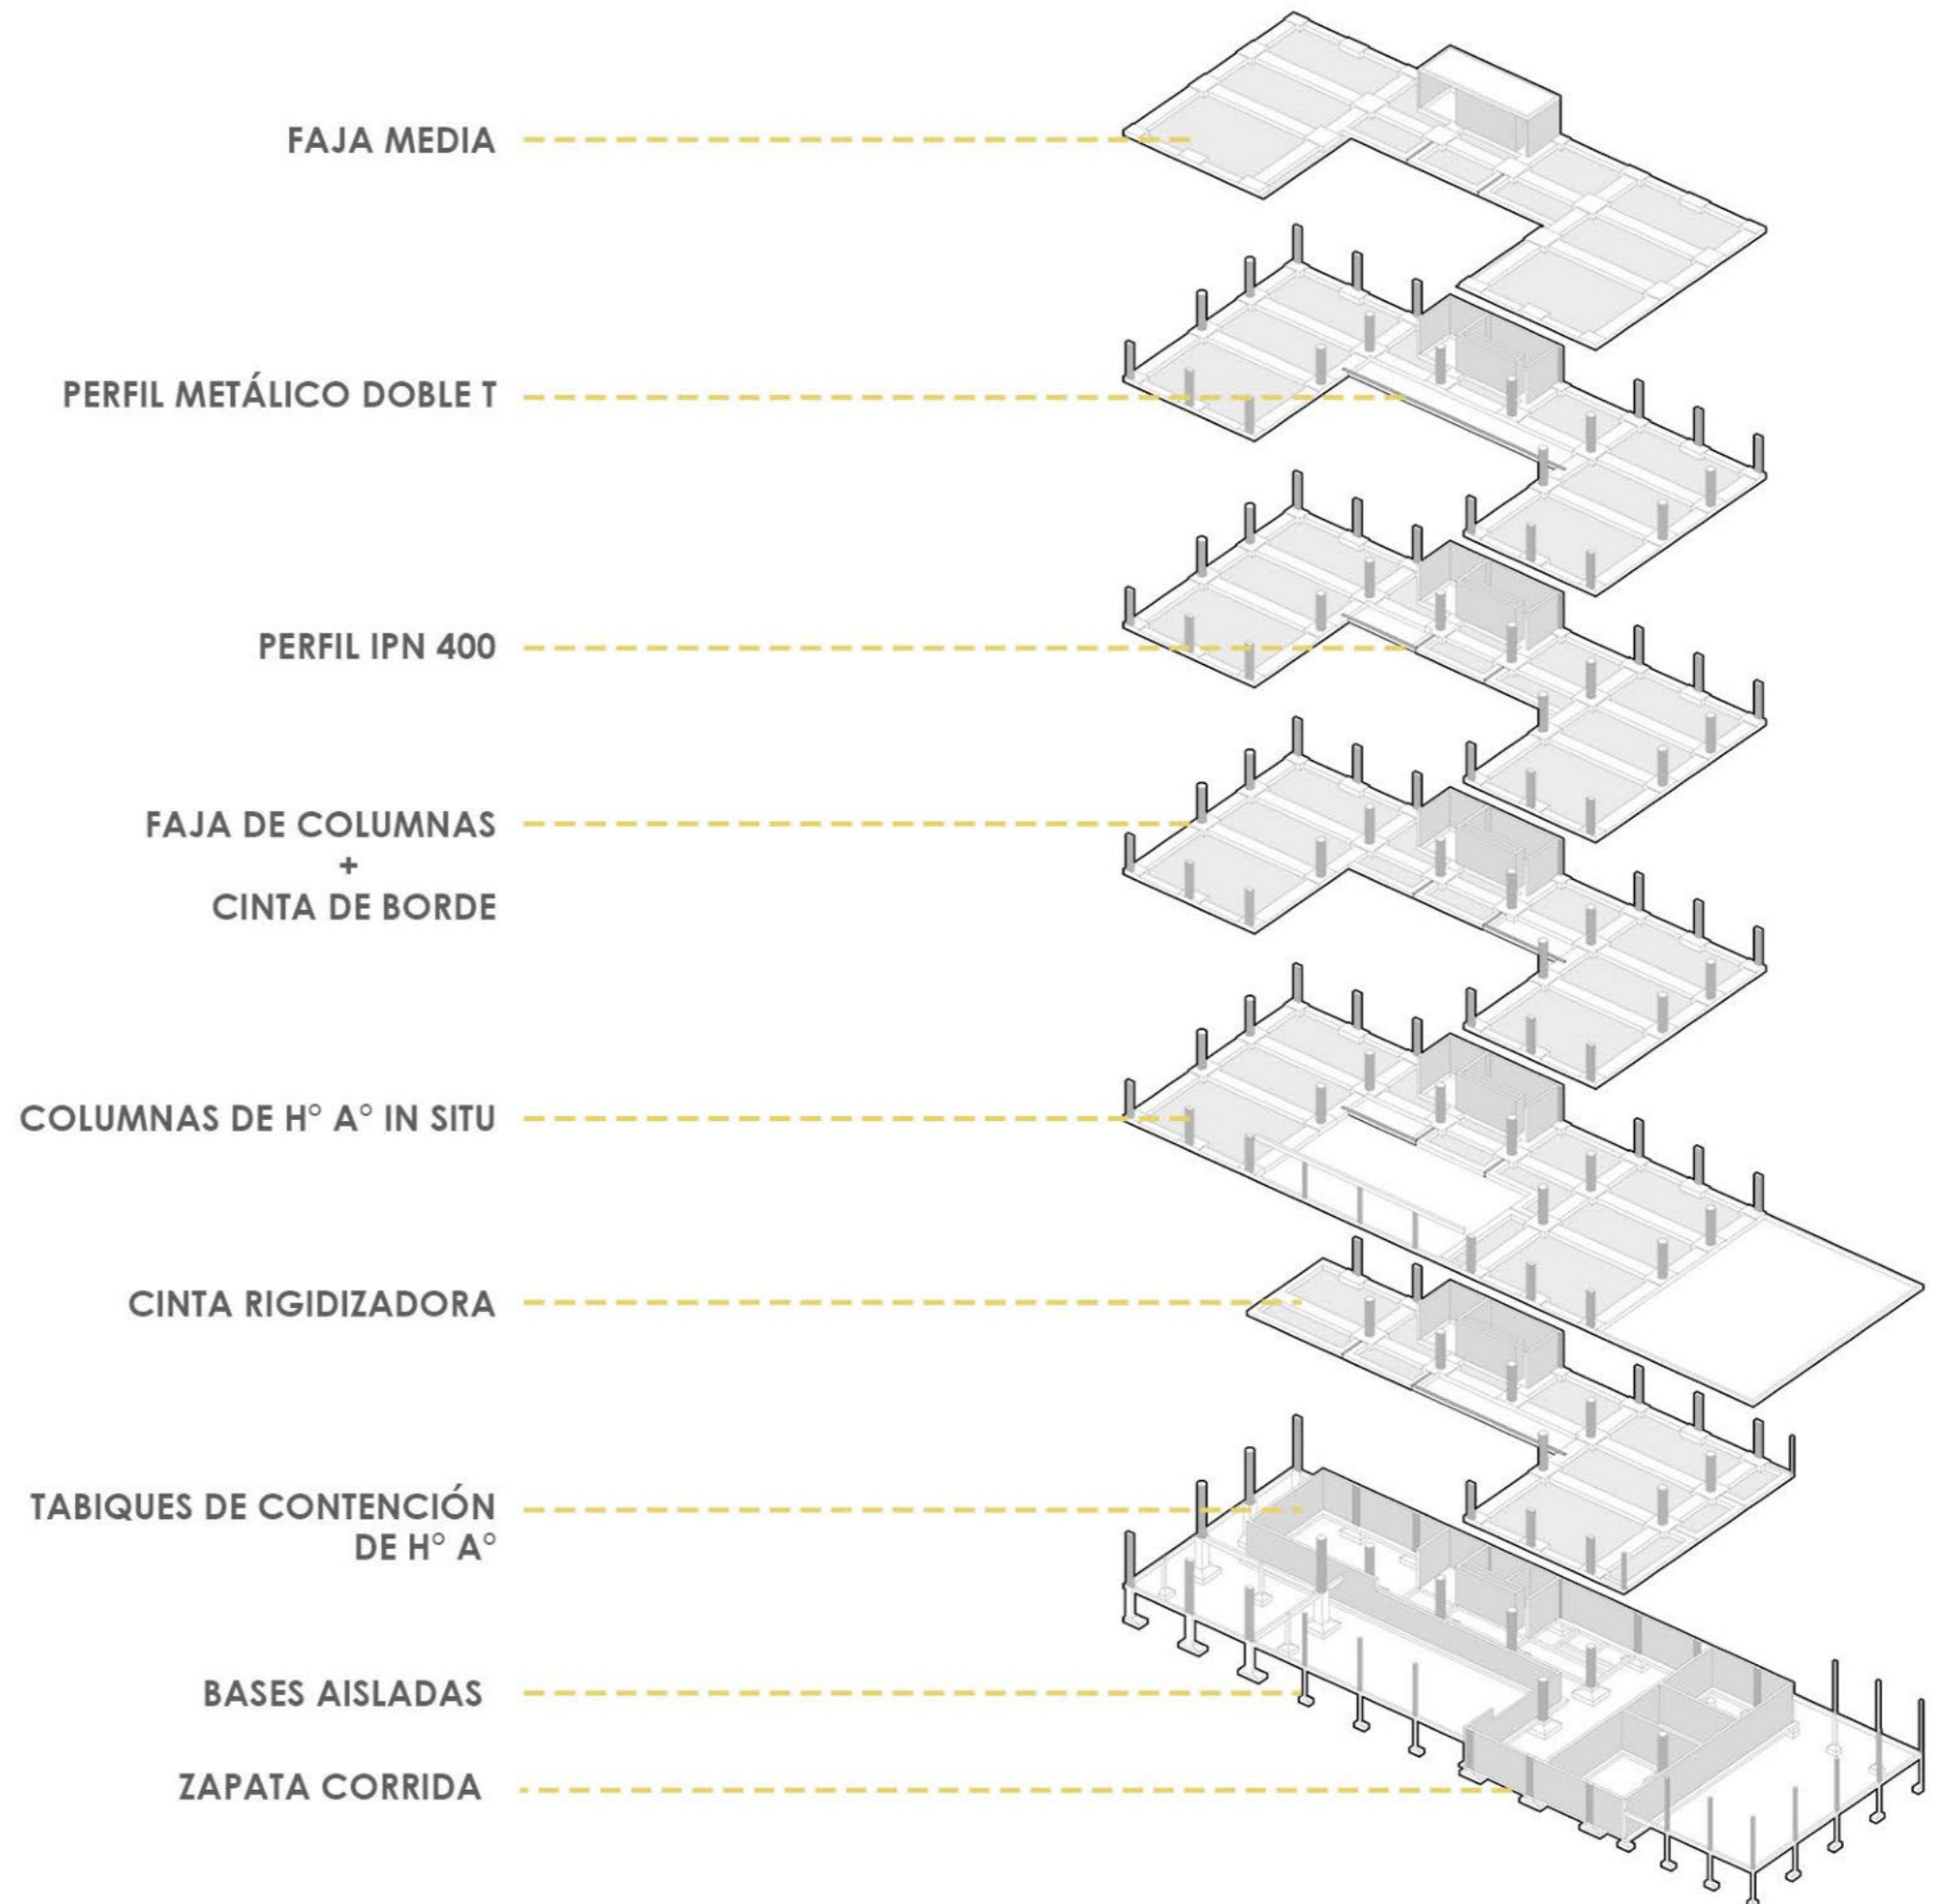 FAJA MEDIA
PERFIL METÁLICO DOBLE T
PERFIL IPN 400
FAJA DE COLUMNAS
+
CINTA DE BORDE
COLUMNAS DE H° A° IN SITU
CINTA RIGIDIZADORA
TABIQUES DE CONTENCIÓN
DE H° A°
BASES AISLADAS
ZAPATA CORRIDA